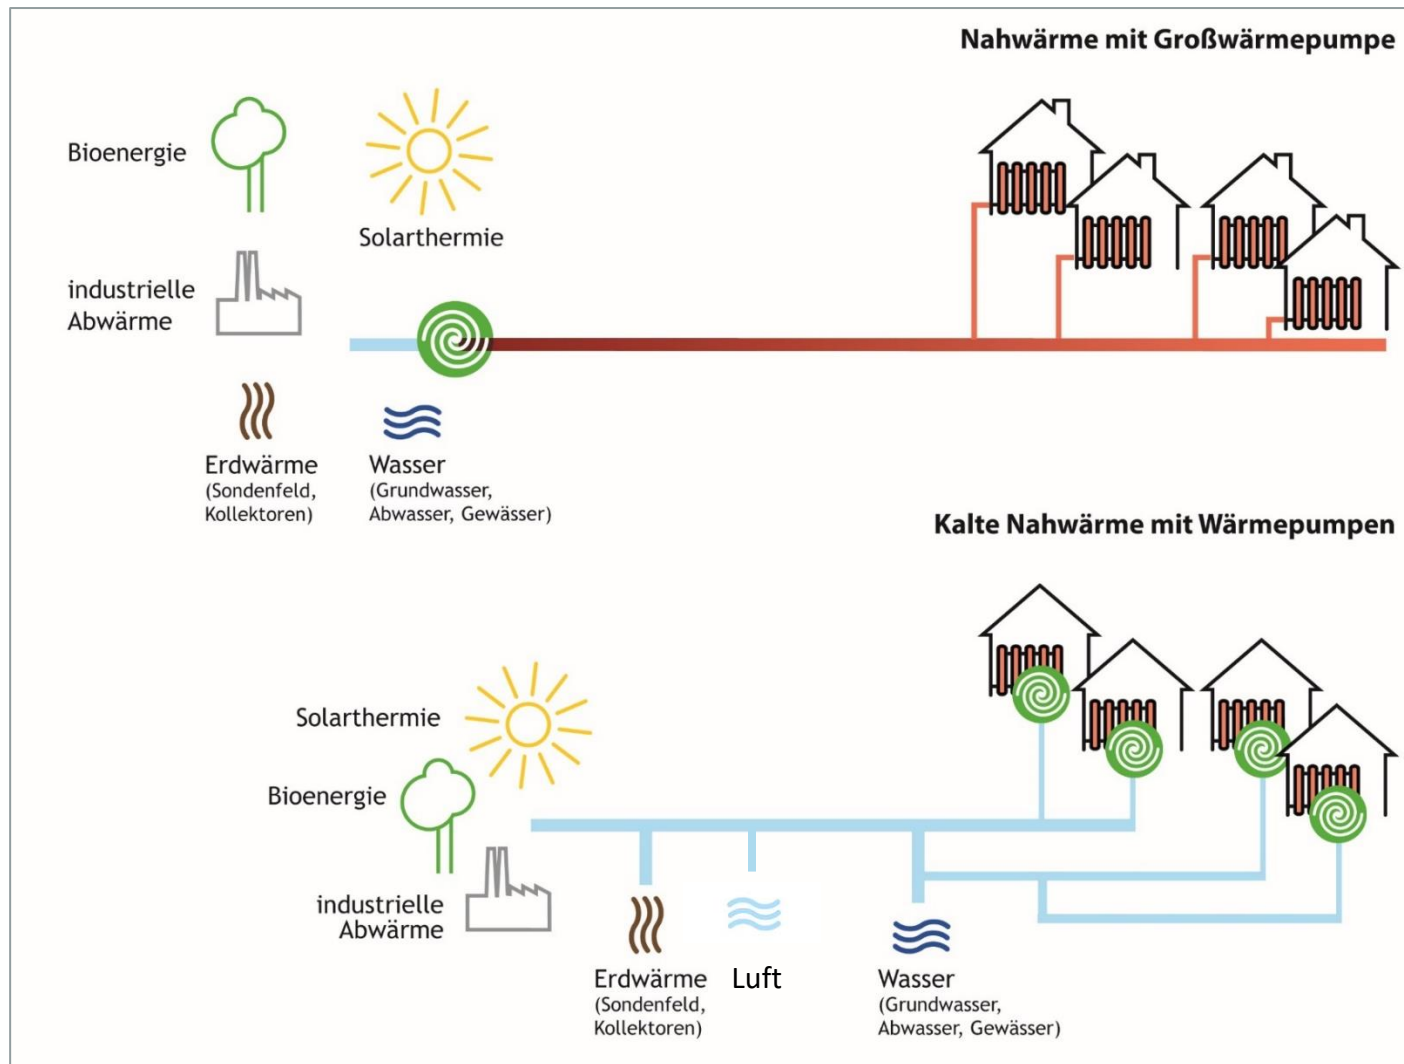 Nahwärme mit Großwärmepumpe
Bioenergie
Solarthermie
industrielle
Abwärme
Erdwärme
(Sondenfeld,
Kollektoren)
Wasser
(Grundwasser,
Abwasser, Gewässer)
Kalte Nahwärme mit Wärmepumpen
Solarthermie
Bioenergie
industrielle
Abwärme
Erdwärme
(Sondenfeld,
Kollektoren)
Luft
Wasser
(Grundwasser,
Abwasser, Gewässer)